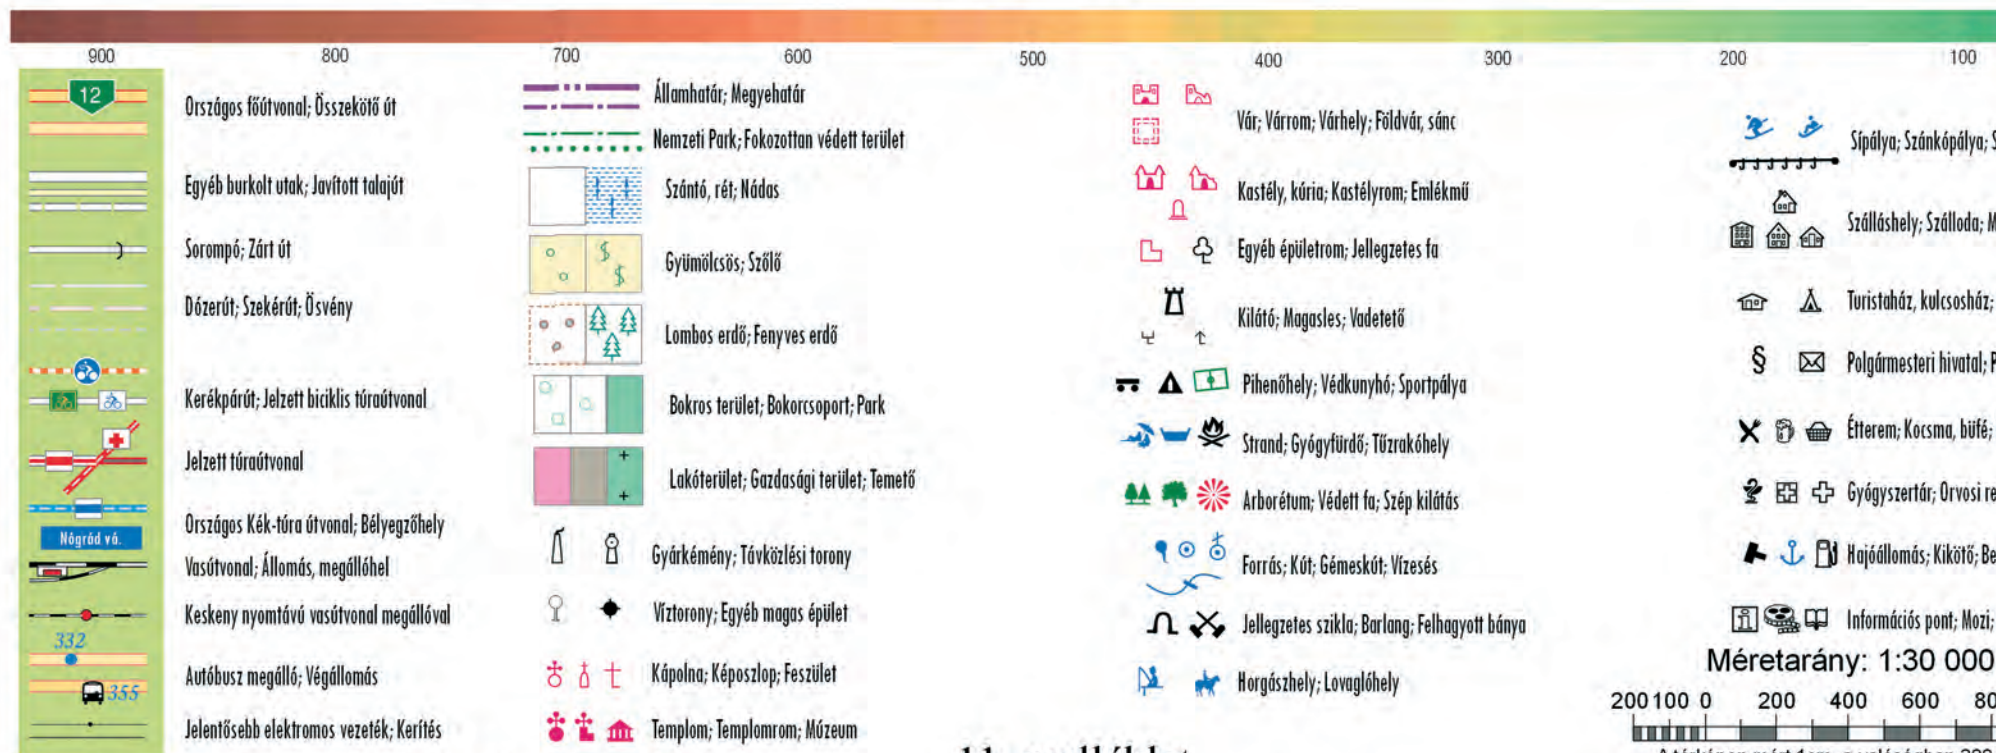 900 800 700 600 500 400 300 200 100
12
Országos főútvonal; Összekötő út
Egyéb burkolt utak; Javított talajút
Sorompó; Zárt út
Dózerút; Szekérút; Ösvény
Kerékpárút; Jelzett biciklis túraútvonal
Jelzett túraútvonal
Országos Kék-túra útvonal; Bélyegzőhely
Nógrád vá.
Vasútvonal; Állomás, megállóhel
Keskeny nyomtávú vasútvonal megállóval
332
Autóbusz megálló; Végállomás
355
Jelentősebb elektromos vezeték; Kerítés
Államhatár; Megyehatár
Nemzeti Park; Fokozottan védett terület
Szántó, rét; Nádas
Gyümölcsös; Szőlő
Lombos erdő; Fenyves erdő
Bokros terület; Bokorcsoport; Park
Lakóterület; Gazdasági terület; Temető
Gyárkémény; Távközlési torony
Víztorony; Egyéb magas épület
Kápolna; Képoszlop; Feszület
Templom; Templomrom; Múzeum
Vár; Várrom; Várhely; Földvár, sánc
Kastély, kúria; Kastélyrom; Emlékmű
Egyéb épületrom; Jellegzetes fa
Kilátó; Magasles; Vadetető
Pihenőhely; Védkunyhó; Sportpálya
Strand; Gyógyfürdő; Tűzrakóhely
Arborétum; Védett fa; Szép kilátás
Forrás; Kút; Gémeskút; Vízesés
Jellegzetes szikla; Barlang; Felhagyott bánya
Horgászhely; Lovaglóhely
Sípálya; Szánkópálya; S
Szálláshely; Szálloda; M
Turistaház, kulcsosház;
§ Polgármesteri hivatal; P
Étterem; Kocsma, büfé;
Gyógyszertár; Orvosi re
Hajóállomás; Kikötő; Be
i Információs pont; Mozi;
Méretarány: 1:30 000
200 100 0 200 400 600 80